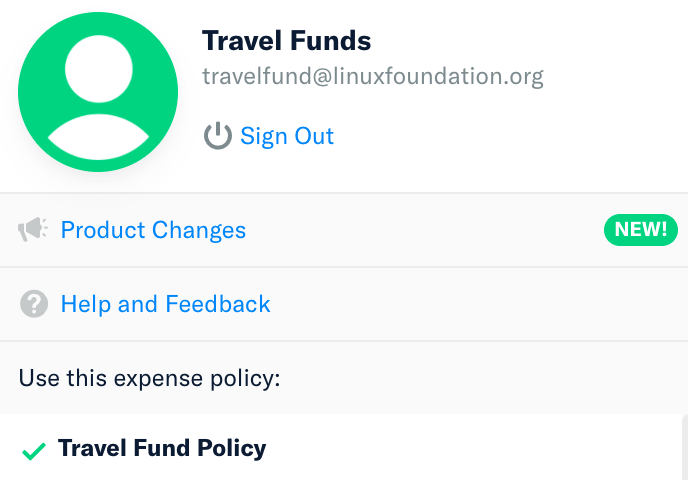 Travel Funds
travelfund@linuxfoundation.org
Sign Out
Product Changes
NEW!
Help and Feedback
Use this expense policy:
Travel Fund Policy